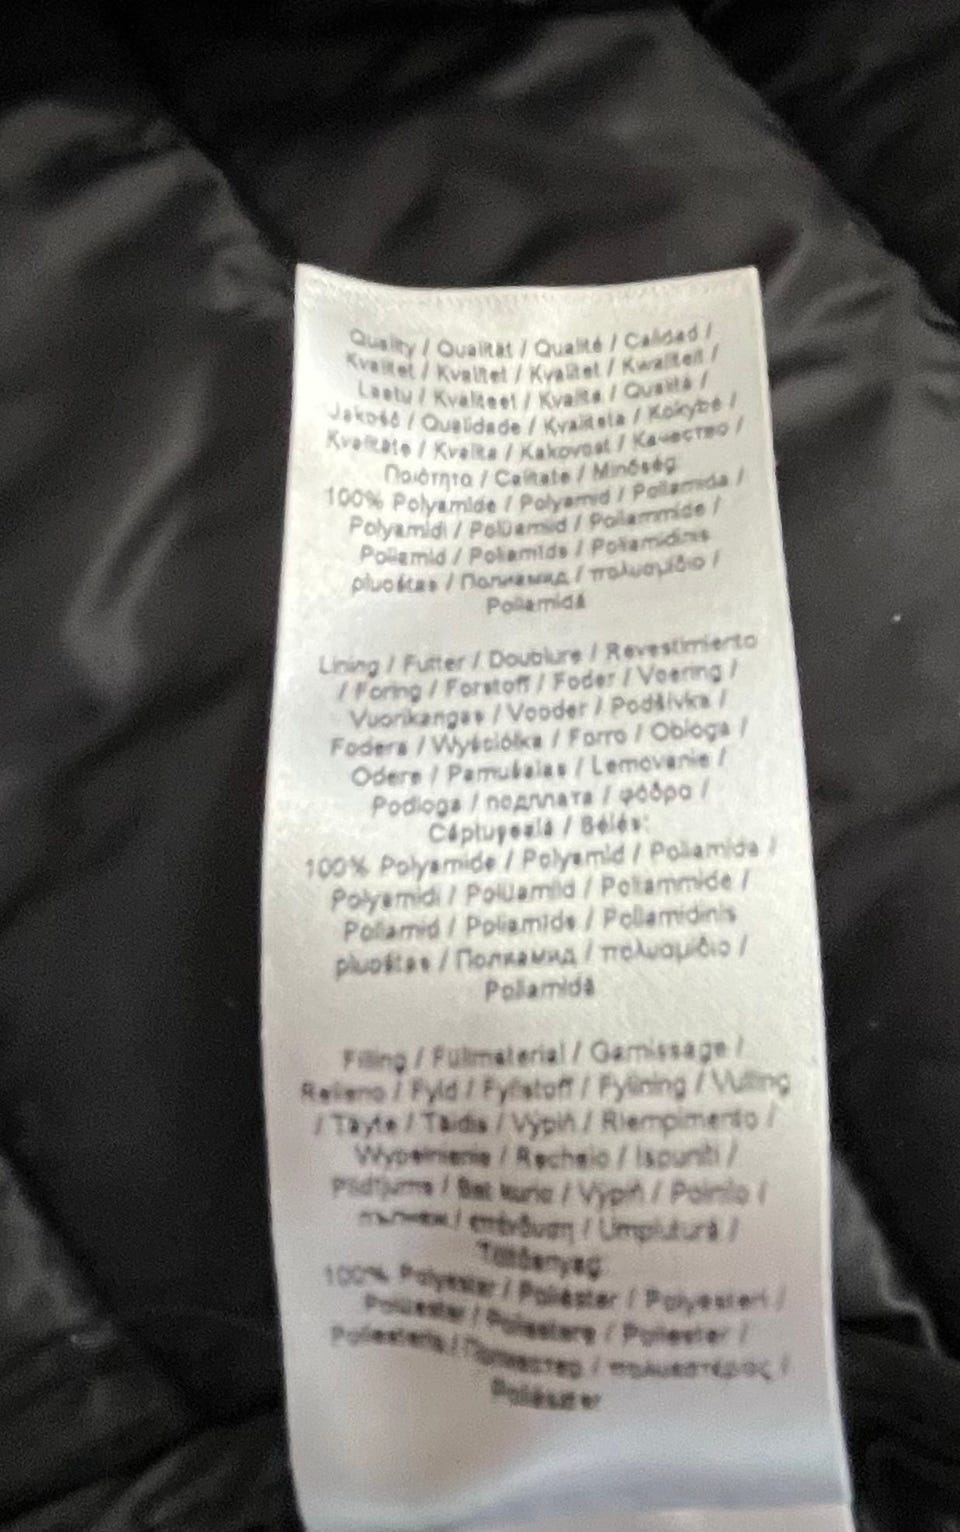 Quality / Qualität / Qualité / Calidad /
Kvalitet / Kvalitet / Kvalitet / Kwaliteit /
Laatu / Kvaliteet / Kvalita / Qualità /
Jakość / Qualidade / Kvaliteta / Kokybė /
Kvalitāte / Kvalita / Kakovost / Качество /
Ποιότητα / Calitate / Minőség:
100% Polyamide / Polyamid / Poliamida /
Polyamidi / Polüamiid / Poliammide /
Poliamid / Poliamīds / Poliamidinis
pluoštas / Полиамид / πολυαμίδιο /
Poliamidă
Lining / Futter / Doublure / Revestimiento
/ Foring / Forstoff / Foder / Voering /
Vuorikangas / Vooder / Podšívka /
Fodera / Wyściółka / Forro / Obloga /
Odere / Pamušalas / Lemovanie /
Podloga / подплата / φόδρα /
Căptuşeală / Bélés:
100% Polyamide / Polyamid / Poliamida /
Polyamidi / Polüamiid / Poliammide /
Poliamid / Poliamīds / Poliamidinis
pluoštas / Полиамид / πολυαμίδιο /
Poliamidă
Filling / Füllmaterial / Garnissage /
Relleno / Fyld / Fyllstoff / Fyllning / Vulling
/ Täyte / Täidis / Výplň / Riempimento /
Wypełnienie / Recheio / Ispuniti /
Pildījums / / Výplň / Polnilo /
пълнеж / επένδυση / Umplutură /
Töltőanyag:
100% Polyester / Poliéster / Polyesteri /
Polüester / Poliestere / Poliester /
Poliesteris / Полиестер / πολυεστέρας /
Poliészter